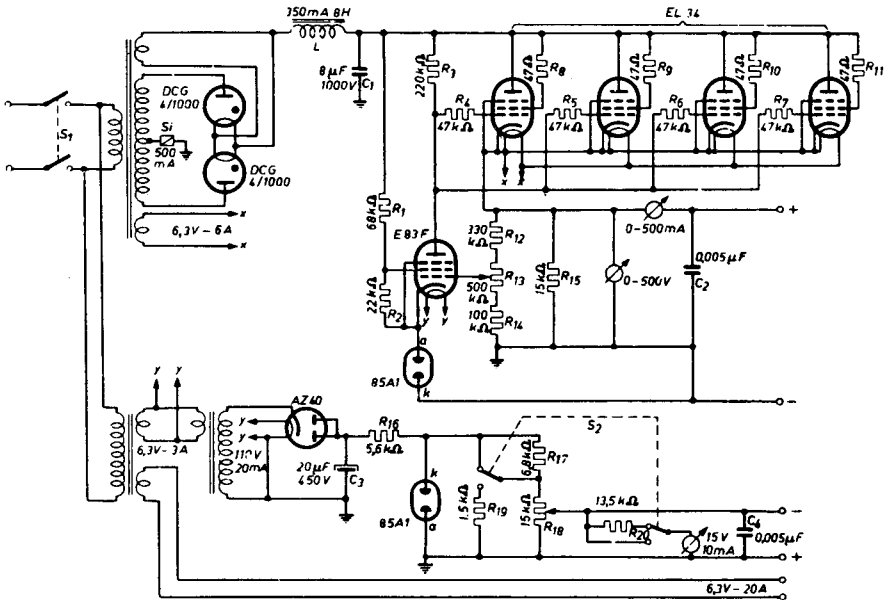 350mA 8H
L
EL 34
8µF
1000V
C1
220kΩ
R3
R4
47kΩ
47Ω
R8
R5
47kΩ
47Ω
R9
R6
47kΩ
47Ω
R10
R7
47kΩ
47Ω
R11
S1
DCG
4/1000
Si
500
mA
DCG
4/1000
x
x
6,3V-6A
x
x
68kΩ
R1
E83F
22kΩ
R2
y
y
a
k
85A1
330
kΩ
R12
500
kΩ
R13
100
kΩ
R14
15kΩ
R15
0-500mA
0-500V
0,005µF
C2
+
-
y
y
6,3V-3A
AZ40
y
y
110V
20mA
20µF
450V
C3
R16
5,6kΩ
k
a
85A1
S2
1.5kΩ
R19
6,8kΩ
R17
15kΩ
R18
13,5kΩ
R20
15V
10mA
C4
0,005µF
-
+
6,3V-20A